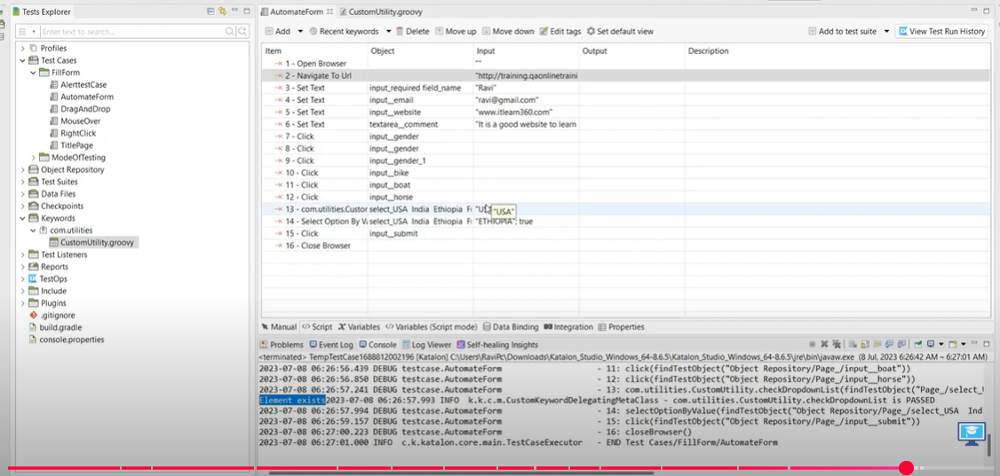 Tests Explorer
Enter text to search...
Profiles
Test Cases
FillForm
AlerttestCase
AutomateForm
DragAndDrop
MouseOver
RightClick
TitlePage
ModeOfTesting
Object Repository
Test Suites
Data Files
Checkpoints
Keywords
com.utilities
CustomUtility.groovy
Test Listeners
Reports
TestOps
Include
Plugins
.gitignore
build.gradle
console.properties
AutomateForm CustomUtility.groovy
Add Recent keywords Delete Move up Move down Edit tags Set default view Add to test suite View Test Run History
Item Object Input Output Description
1 - Open Browser ""
2 - Navigate To Url "http://training.qaonlinetraini
3 - Set Text input_required field_name "Ravi"
4 - Set Text input__email "ravi@gmail.com"
5 - Set Text input__website "www.itlearn360.com"
6 - Set Text textarea__comment "It is a good website to learn
7 - Click input__gender
8 - Click input__gender
9 - Click input__gender_1
10 - Click input__bike
11 - Click input__boat
12 - Click input__horse
13 - com.utilities.Custor select_USA India Ethiopia F "US "USA"
14 - Select Option By Va select_USA India Ethiopia F "ETHIOPIA"; true
15 - Click input__submit
16 - Close Browser
Manual Script Variables Variables (Script mode) Data Binding Integration Properties
Problems Event Log Console Log Viewer Self-healing Insights
<terminated> TempTestCase1688812002196 [Katalon] C:\Users\RaviPc\Downloads\Katalon_Studio_Windows_64-8.6.5\Katalon_Studio_Windows_64-8.6.5\jre\bin\javaw.exe (8 Jul, 2023 6:26:42 AM – 6:27:01 AM)
2023-07-08 06:26:56.439 DEBUG testcase.AutomateForm - 11: click(findTestObject("Object Repository/Page_/input__boat"))
2023-07-08 06:26:56.850 DEBUG testcase.AutomateForm - 12: click(findTestObject("Object Repository/Page_/input__horse"))
2023-07-08 06:26:57.241 DEBUG testcase.AutomateForm - 13: com.utilities.CustomUtility.checkDropdownList(findTestObject("Page_/select_U
Element exists2023-07-08 06:26:57.993 INFO k.k.c.m.CustomKeywordDelegatingMetaClass - com.utilities.CustomUtility.checkDropdownList is PASSED
2023-07-08 06:26:57.994 DEBUG testcase.AutomateForm - 14: selectOptionByValue(findTestObject("Object Repository/Page_/select_USA Ind
2023-07-08 06:26:59.157 DEBUG testcase.AutomateForm - 15: click(findTestObject("Object Repository/Page_/input__submit"))
2023-07-08 06:27:00.223 DEBUG testcase.AutomateForm - 16: closeBrowser()
2023-07-08 06:27:01.000 INFO c.k.katalon.core.main.TestCaseExecutor - END Test Cases/FillForm/AutomateForm